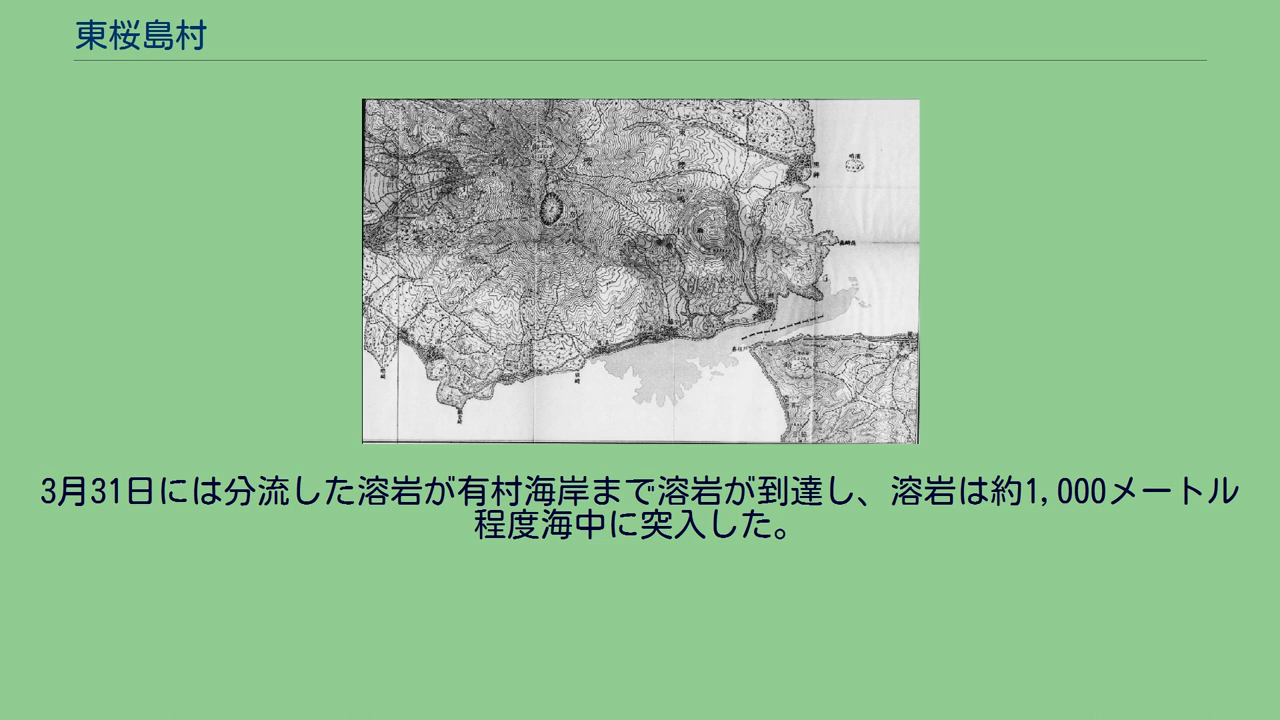 東桜島村
3月31日には分流した溶岩が有村海岸まで溶岩が到達し、溶岩は約1,000メートル
程度海中に突入した。